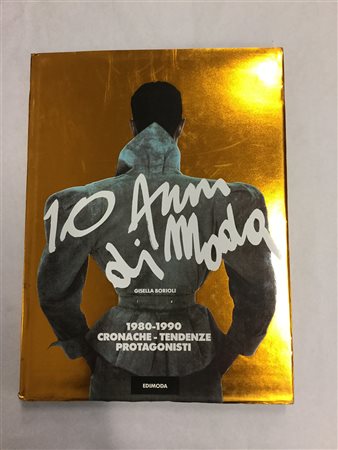 10 Anni
di Moda
GISELLA BORIOLI
1980-1990
CRONACHE - TENDENZE
PROTAGONISTI
EDIMODA